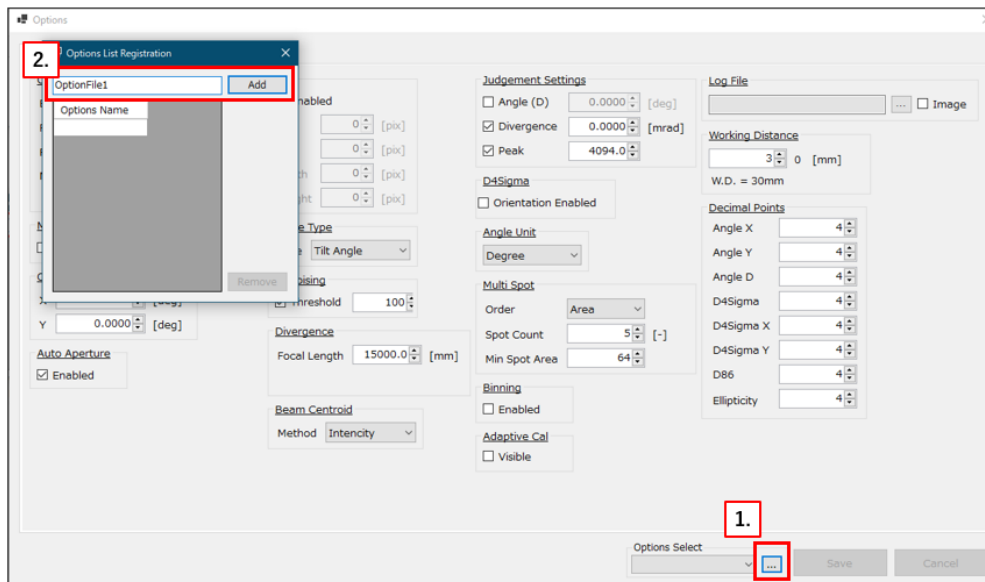 Options
2.
Options List Registration
OptionFile1
Add
Options Name
Remove
nabled
0 [pix]
0 [pix]
0 [pix]
0 [pix]
Type
Tilt Angle
Threshold 100
[deg]
Y 0.0000 [deg]
Auto Aperture
Enabled
Divergence
Focal Length 15000.0 [mm]
Beam Centroid
Method Intencity
Judgement Settings
Angle (D) 0.0000 [deg]
Divergence 0.0000 [mrad]
Peak 4094.0
D4Sigma
Orientation Enabled
Angle Unit
Degree
Multi Spot
Order Area
Spot Count 5 [-]
Min Spot Area 64
Binning
Enabled
Adaptive Cal
Visible
Log File
... Image
Working Distance
3 0 [mm]
W.D. = 30mm
Decimal Points
Angle X 4
Angle Y 4
Angle D 4
D4Sigma 4
D4Sigma X 4
D4Sigma Y 4
D86 4
Ellipticity 4
1.
Options Select
...
Save
Cancel